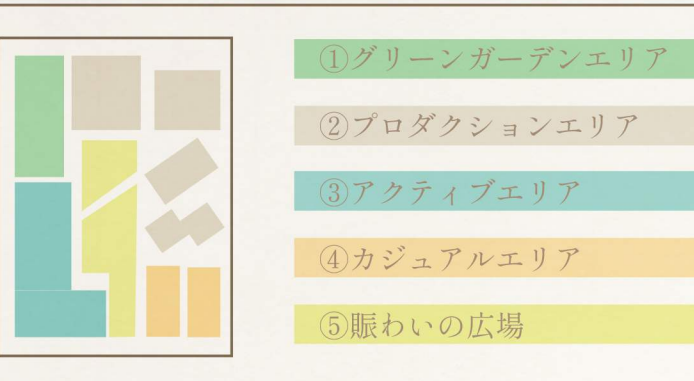 ①グリーンガーデンエリア
②プロダクションエリア
③アクティブエリア
④カジュアルエリア
⑤賑わいの広場